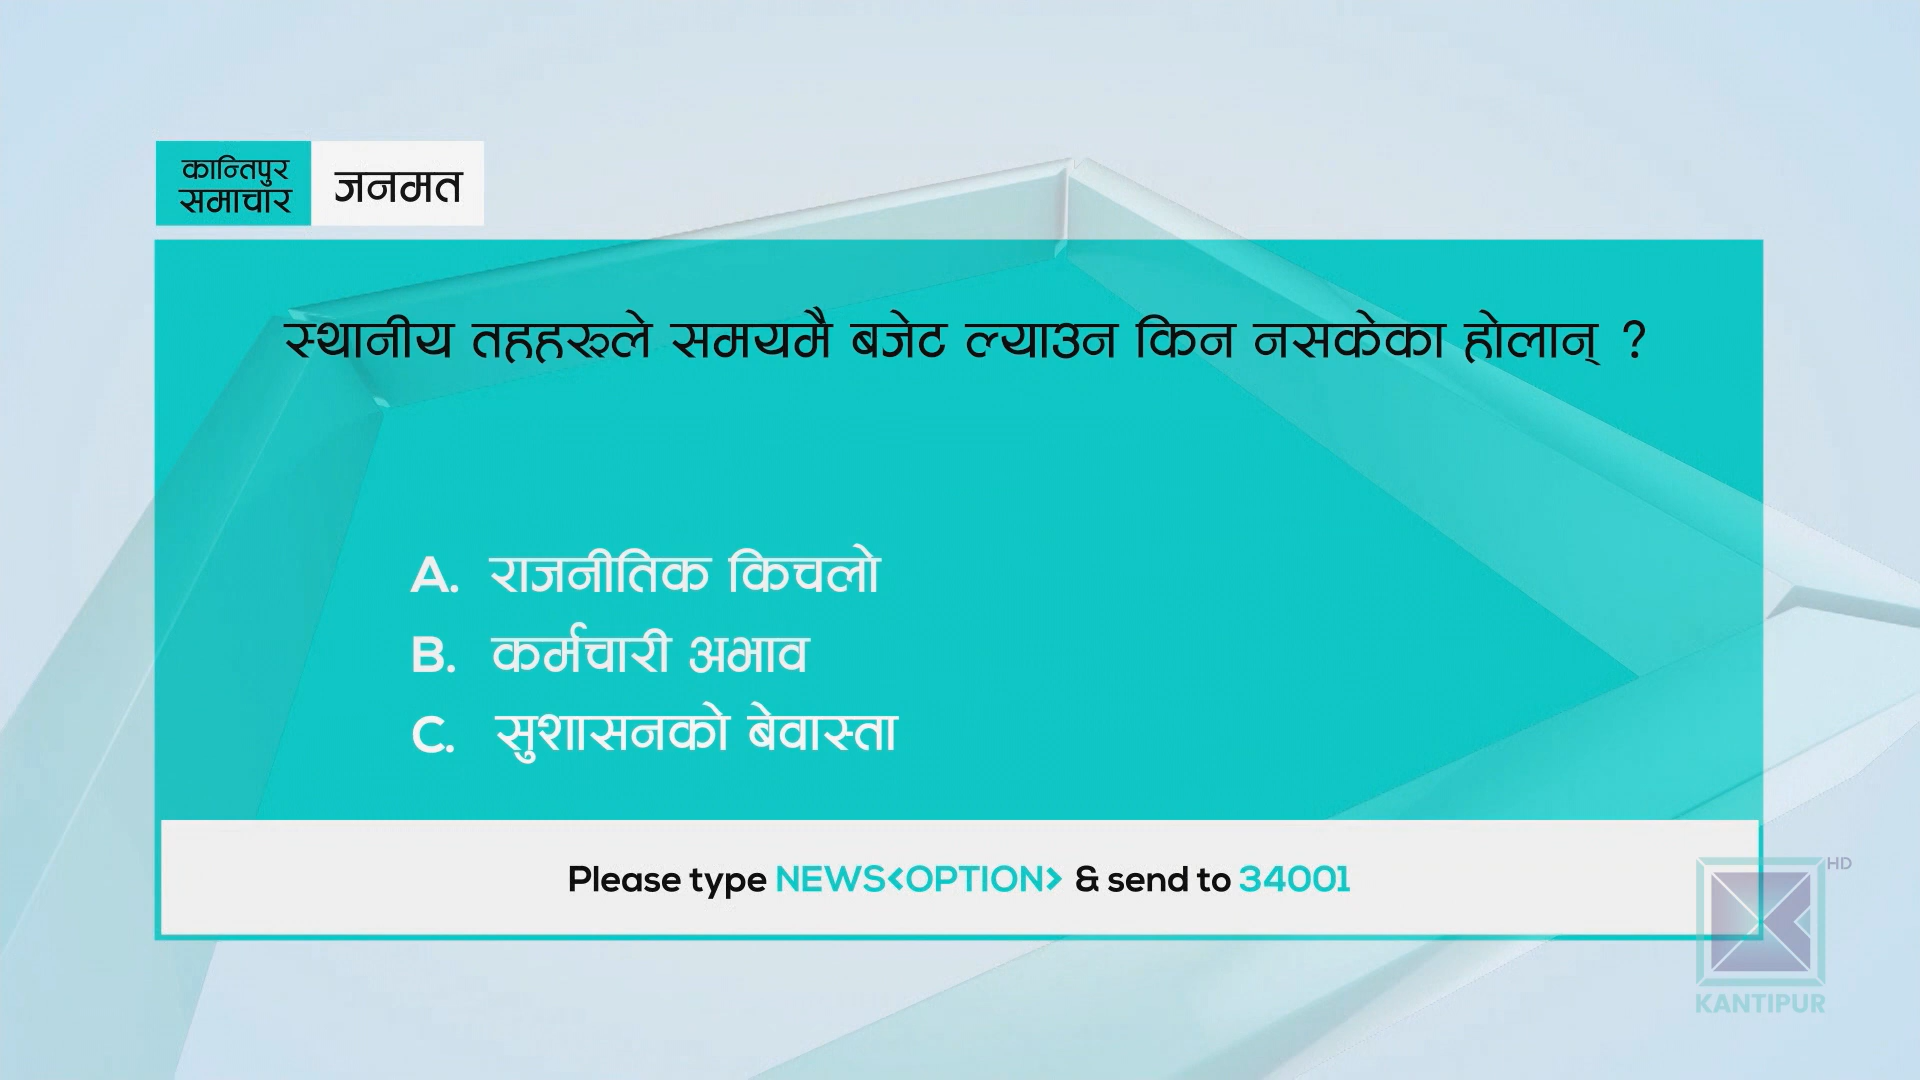 कान्तिपुर
समाचार
जनमत
स्थानीय तहहरुले समयमै बजेट ल्याउन किन नसकेका होलान् ?
A. राजनीतिक किचलो
B. कर्मचारी अभाव
C. सुशासनको बेवास्ता
Please type NEWS<OPTION> & send to 34001
HD
KANTIPUR